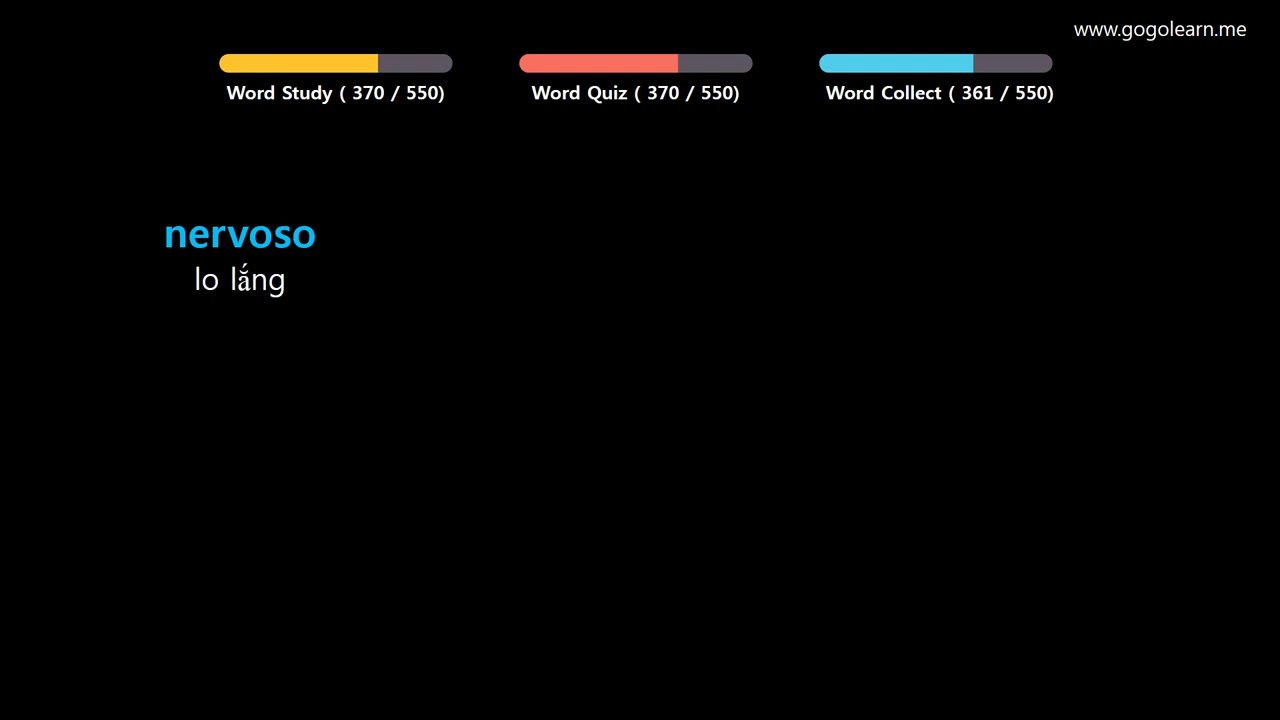 www.gogolearn.me
Word Study ( 370 / 550)
Word Quiz ( 370 / 550)
Word Collect ( 361 / 550)
nervoso
lo lắng